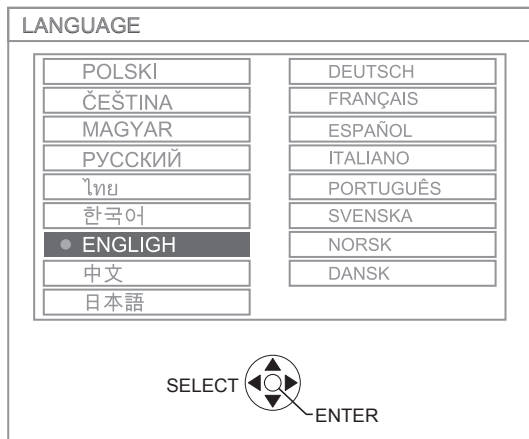 LANGUAGE
POLSKI
ČEŠTINA
MAGYAR
РУССКИЙ
ไทย
한국어
ENGLIGH
中文
日本語
DEUTSCH
FRANÇAIS
ESPAÑOL
ITALIANO
PORTUGUÊS
SVENSKA
NORSK
DANSK
SELECT
ENTER